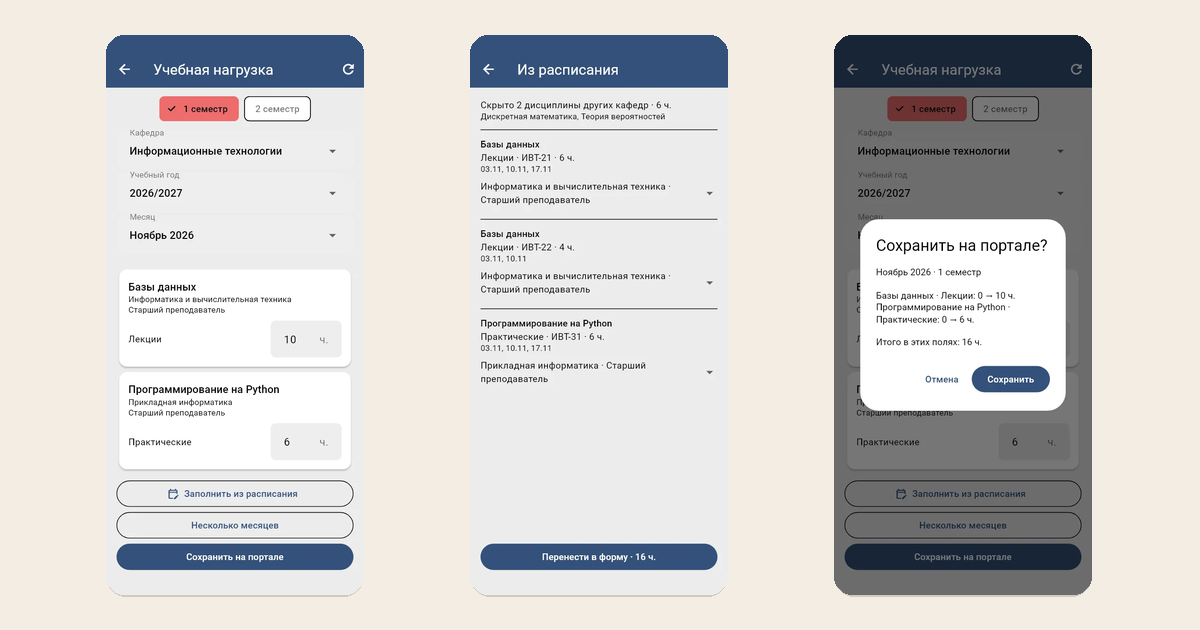 Учебная нагрузка
1 семестр
2 семестр
Кафедра
Информационные технологии
Учебный год
2026/2027
Месяц
Ноябрь 2026
Базы данных
Информатика и вычислительная техника
Старший преподаватель
Лекции
10 ч.
Программирование на Python
Прикладная информатика
Старший преподаватель
Практические
6 ч.
Заполнить из расписания
Несколько месяцев
Сохранить на портале
Из расписания
Скрыто 2 дисциплины других кафедр · 6 ч.
Дискретная математика, Теория вероятностей
Базы данных
Лекции · ИВТ-21 · 6 ч.
03.11, 10.11, 17.11
Информатика и вычислительная техника ·
Старший преподаватель
Базы данных
Лекции · ИВТ-22 · 4 ч.
03.11, 10.11
Информатика и вычислительная техника ·
Старший преподаватель
Программирование на Python
Практические · ИВТ-31 · 6 ч.
03.11, 10.11, 17.11
Прикладная информатика · Старший
преподаватель
Перенести в форму · 16 ч.
Учебная нагрузка
1 семестр
2 семестр
Кафедра
Информационные технологии
Учебный год
2026/2027
Месяц
Сохранить на портале?
Ноябрь 2026 · 1 семестр
Базы данных · Лекции: 0 → 10 ч.
Программирование на Python ·
Практические: 0 → 6 ч.
Итого в этих полях: 16 ч.
Отмена
Сохранить
Старший преподаватель
Практические
6 ч.
Заполнить из расписания
Несколько месяцев
Сохранить на портале